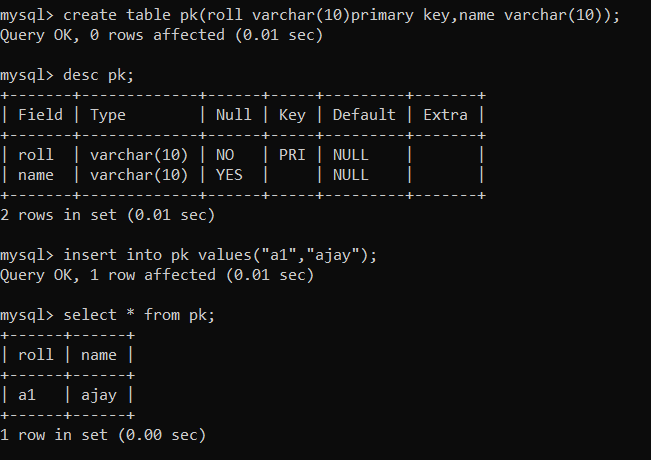 mysql> create table pk(roll varchar(10)primary key,name varchar(10));
Query OK, 0 rows affected (0.01 sec)
mysql> desc pk;
+-------+-------------+------+-----+---------+-------+
| Field | Type        | Null | Key | Default | Extra |
+-------+-------------+------+-----+---------+-------+
| roll  | varchar(10) | NO   | PRI | NULL    |       |
| name  | varchar(10) | YES  |     | NULL    |       |
+-------+-------------+------+-----+---------+-------+
2 rows in set (0.01 sec)
mysql> insert into pk values("a1","ajay");
Query OK, 1 row affected (0.01 sec)
mysql> select * from pk;
+------+------+
| roll | name |
+------+------+
| a1   | ajay |
+------+------+
1 row in set (0.00 sec)